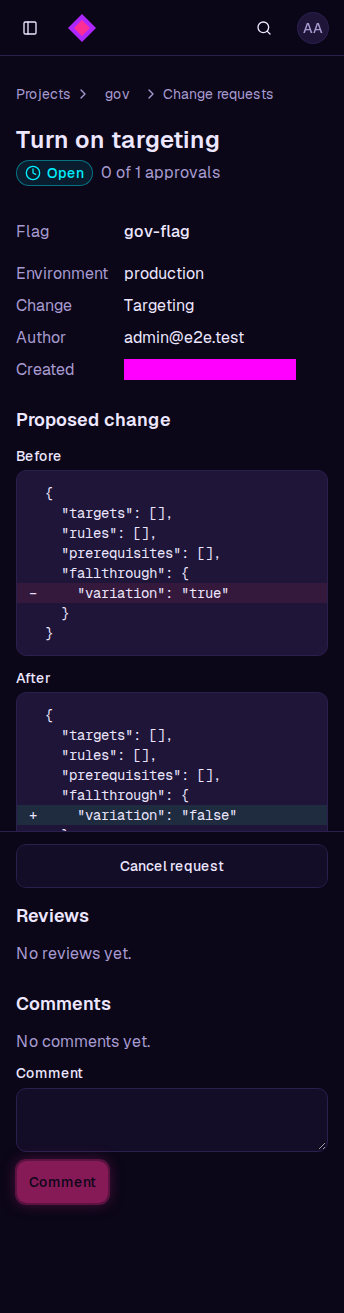 AA
Projects > gov > Change requests
Turn on targeting
Open 0 of 1 approvals
Flag gov-flag
Environment production
Change Targeting
Author admin@e2e.test
Created
Proposed change
Before
{
"targets": [],
"rules": [],
"prerequisites": [],
"fallthrough": {
− "variation": "true"
}
}
After
{
"targets": [],
"rules": [],
"prerequisites": [],
"fallthrough": {
+ "variation": "false"
Cancel request
Reviews
No reviews yet.
Comments
No comments yet.
Comment
Comment